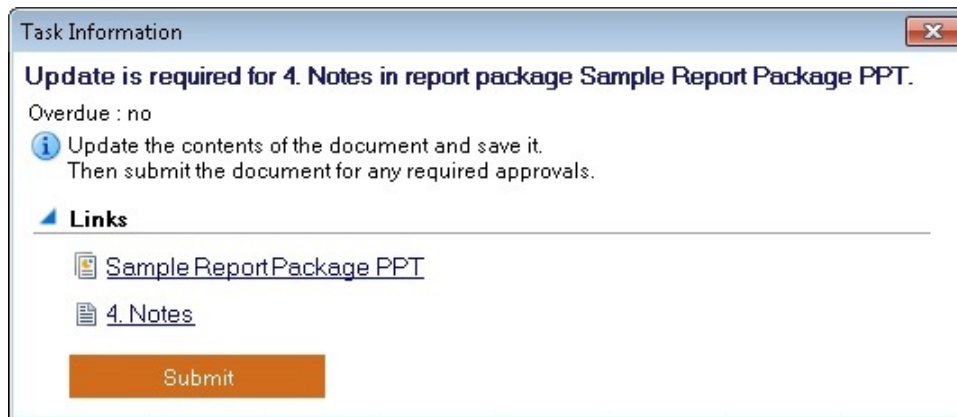 Task Information
Update is required for 4. Notes in report package Sample Report Package PPT.
Overdue : no
Update the contents of the document and save it.
Then submit the document for any required approvals.
Links
Sample Report Package PPT
4. Notes
Submit